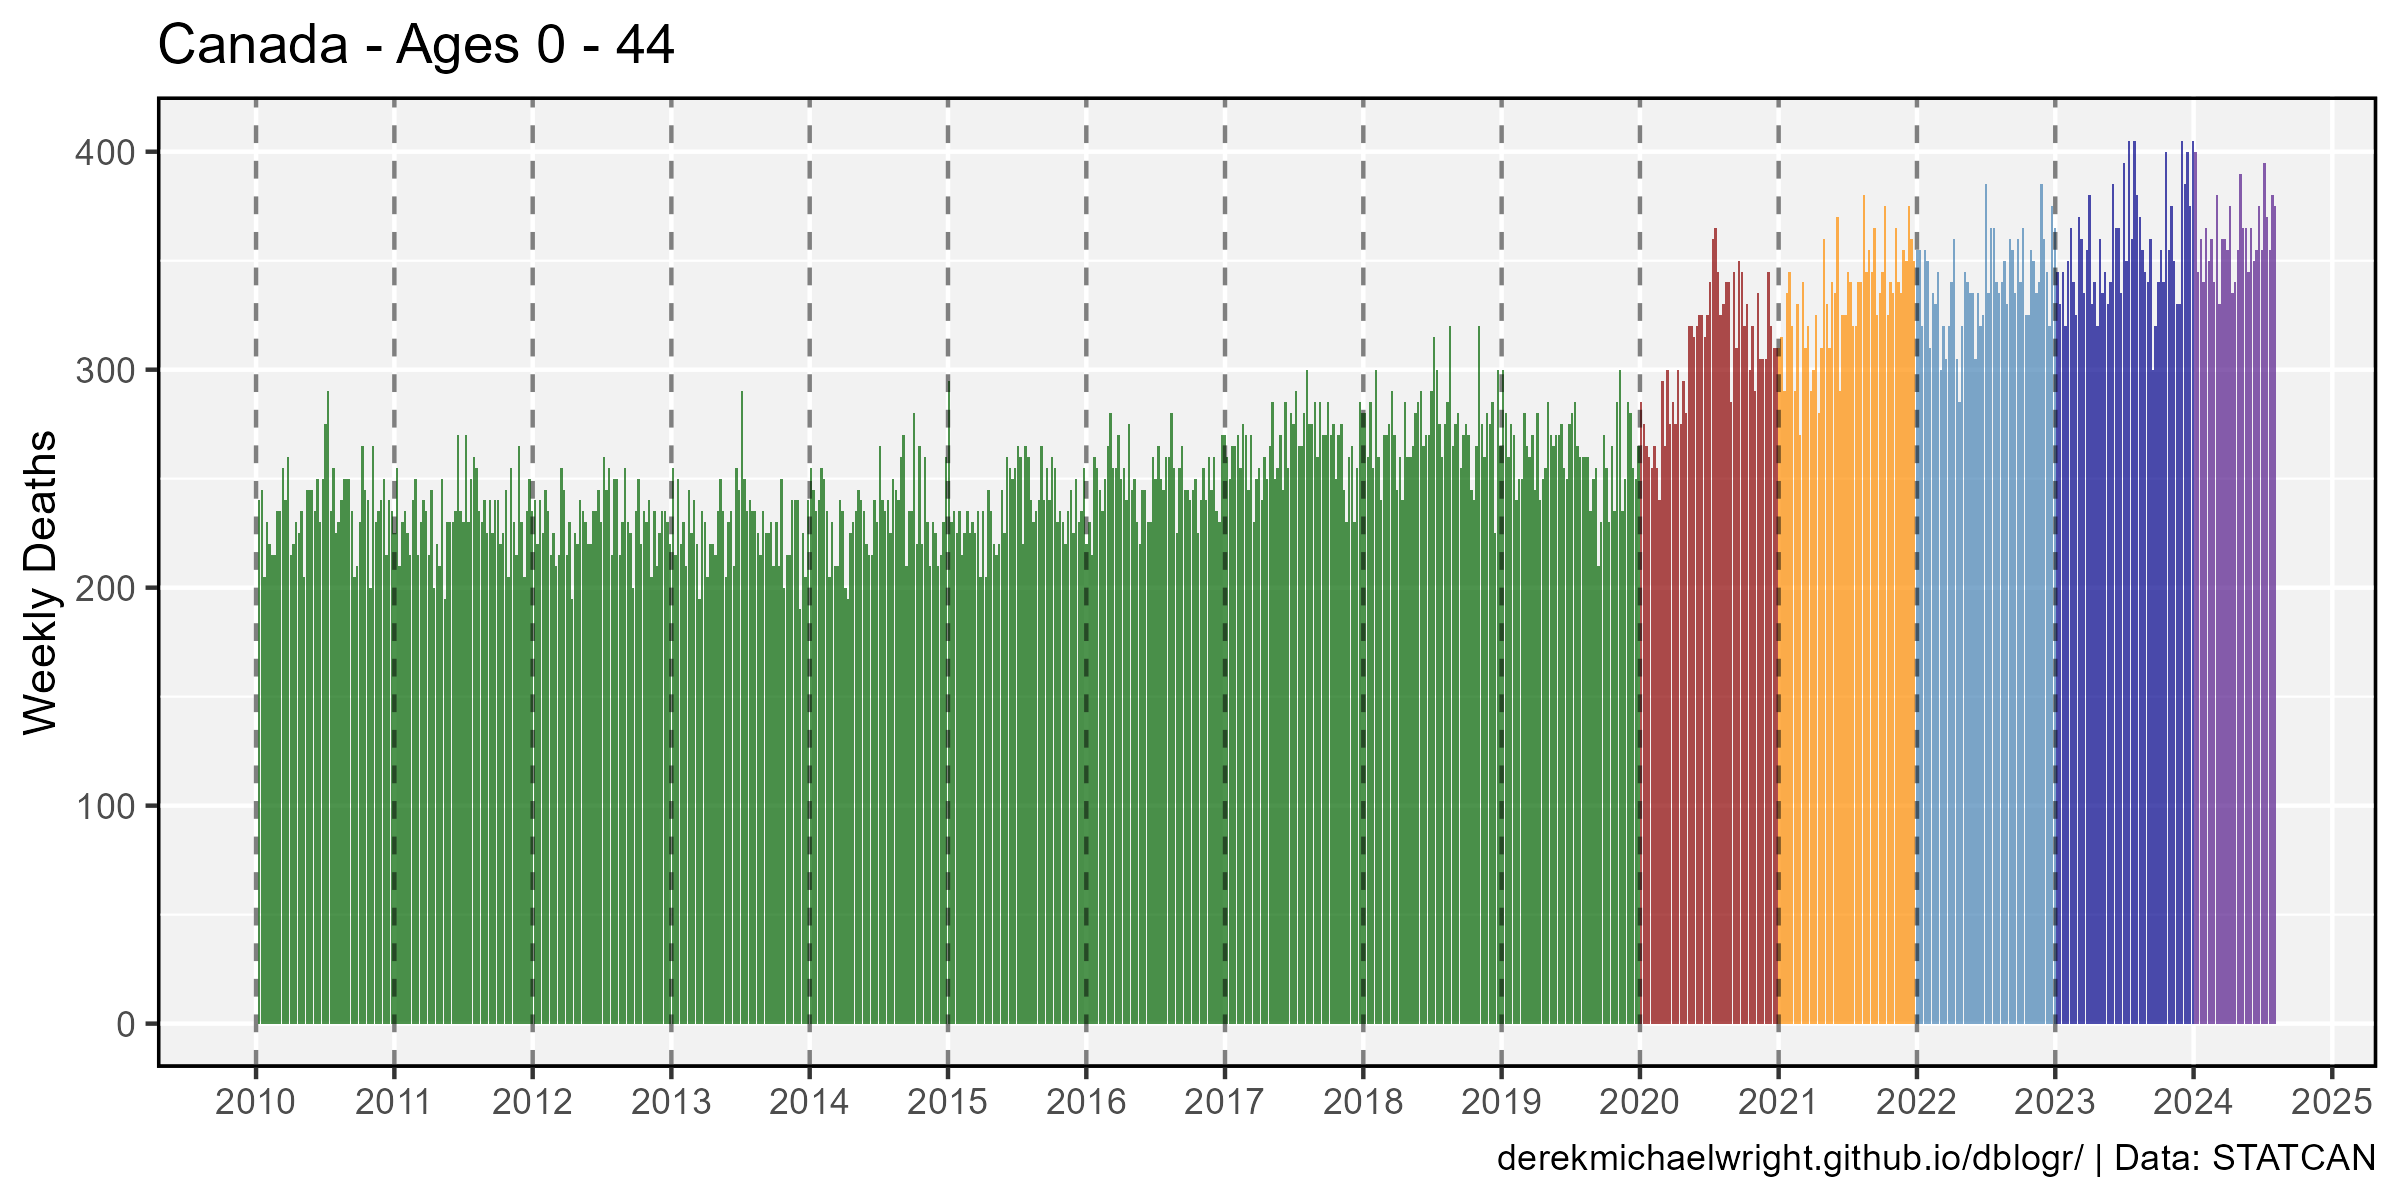 Canada - Ages 0 - 44
Weekly Deaths
400
300
200
100
0
2010 2011 2012 2013 2014 2015 2016 2017 2018 2019 2020 2021 2022 2023 2024 2025
derekmichaelwright.github.io/dblogr/ | Data: STATCAN